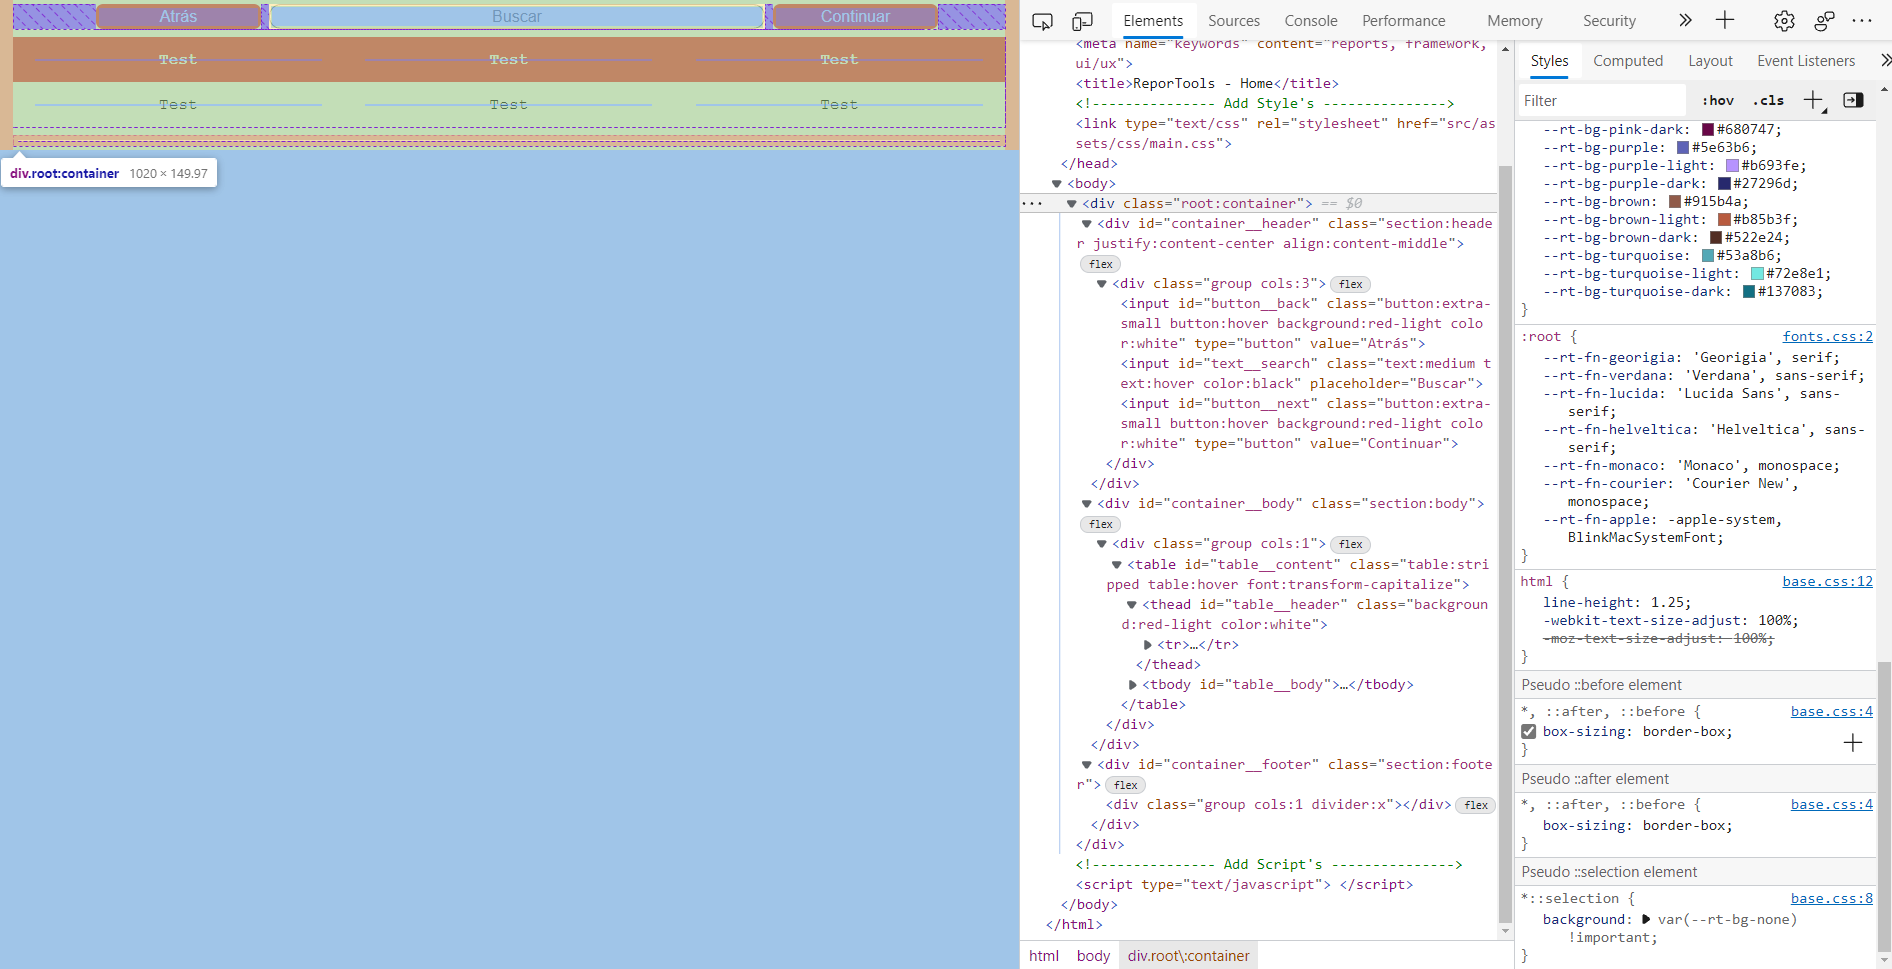 Atrás Buscar Continuar
Test Test Test
Test Test Test
div.root:container 1020 × 149.97
Elements Sources Console Performance Memory Security
<meta name="keywords" content="reports, framework,
ui/ux">
<title>ReporTools - Home</title>
<!-------------- Add Style's -------------->
<link type="text/css" rel="stylesheet" href="src/as
sets/css/main.css">
</head>
<body>
<div class="root:container"> == $0
<div id="container__header" class="section:heade
r justify:content-center align:content-middle">
flex
<div class="group cols:3"> flex
<input id="button__back" class="button:extra-
small button:hover background:red-light colo
r:white" type="button" value="Atrás">
<input id="text__search" class="text:medium t
ext:hover color:black" placeholder="Buscar">
<input id="button__next" class="button:extra-
small button:hover background:red-light colo
r:white" type="button" value="Continuar">
</div>
</div>
<div id="container__body" class="section:body">
flex
<div class="group cols:1"> flex
<table id="table__content" class="table:stri
pped table:hover font:transform-capitalize">
<thead id="table__header" class="backgroun
d:red-light color:white">
<tr>…</tr>
</thead>
<tbody id="table__body">…</tbody>
</table>
</div>
</div>
<div id="container__footer" class="section:foote
r"> flex
<div class="group cols:1 divider:x"></div> flex
</div>
</div>
<!-------------- Add Script's -------------->
<script type="text/javascript"> </script>
</body>
</html>
html body div.root\:container
Styles Computed Layout Event Listeners
Filter :hov .cls
--rt-bg-pink-dark: #680747;
--rt-bg-purple: #5e63b6;
--rt-bg-purple-light: #b693fe;
--rt-bg-purple-dark: #27296d;
--rt-bg-brown: #915b4a;
--rt-bg-brown-light: #b85b3f;
--rt-bg-brown-dark: #522e24;
--rt-bg-turquoise: #53a8b6;
--rt-bg-turquoise-light: #72e8e1;
--rt-bg-turquoise-dark: #137083;
}
:root { fonts.css:2
--rt-fn-georigia: 'Georigia', serif;
--rt-fn-verdana: 'Verdana', sans-serif;
--rt-fn-lucida: 'Lucida Sans', sans-
serif;
--rt-fn-helveltica: 'Helveltica', sans-
serif;
--rt-fn-monaco: 'Monaco', monospace;
--rt-fn-courier: 'Courier New',
monospace;
--rt-fn-apple: -apple-system,
BlinkMacSystemFont;
}
html { base.css:12
line-height: 1.25;
-webkit-text-size-adjust: 100%;
-moz-text-size-adjust: 100%;
}
Pseudo ::before element
*, ::after, ::before { base.css:4
box-sizing: border-box;
}
Pseudo ::after element
*, ::after, ::before { base.css:4
box-sizing: border-box;
}
Pseudo ::selection element
*::selection { base.css:8
background: var(--rt-bg-none)
!important;
}